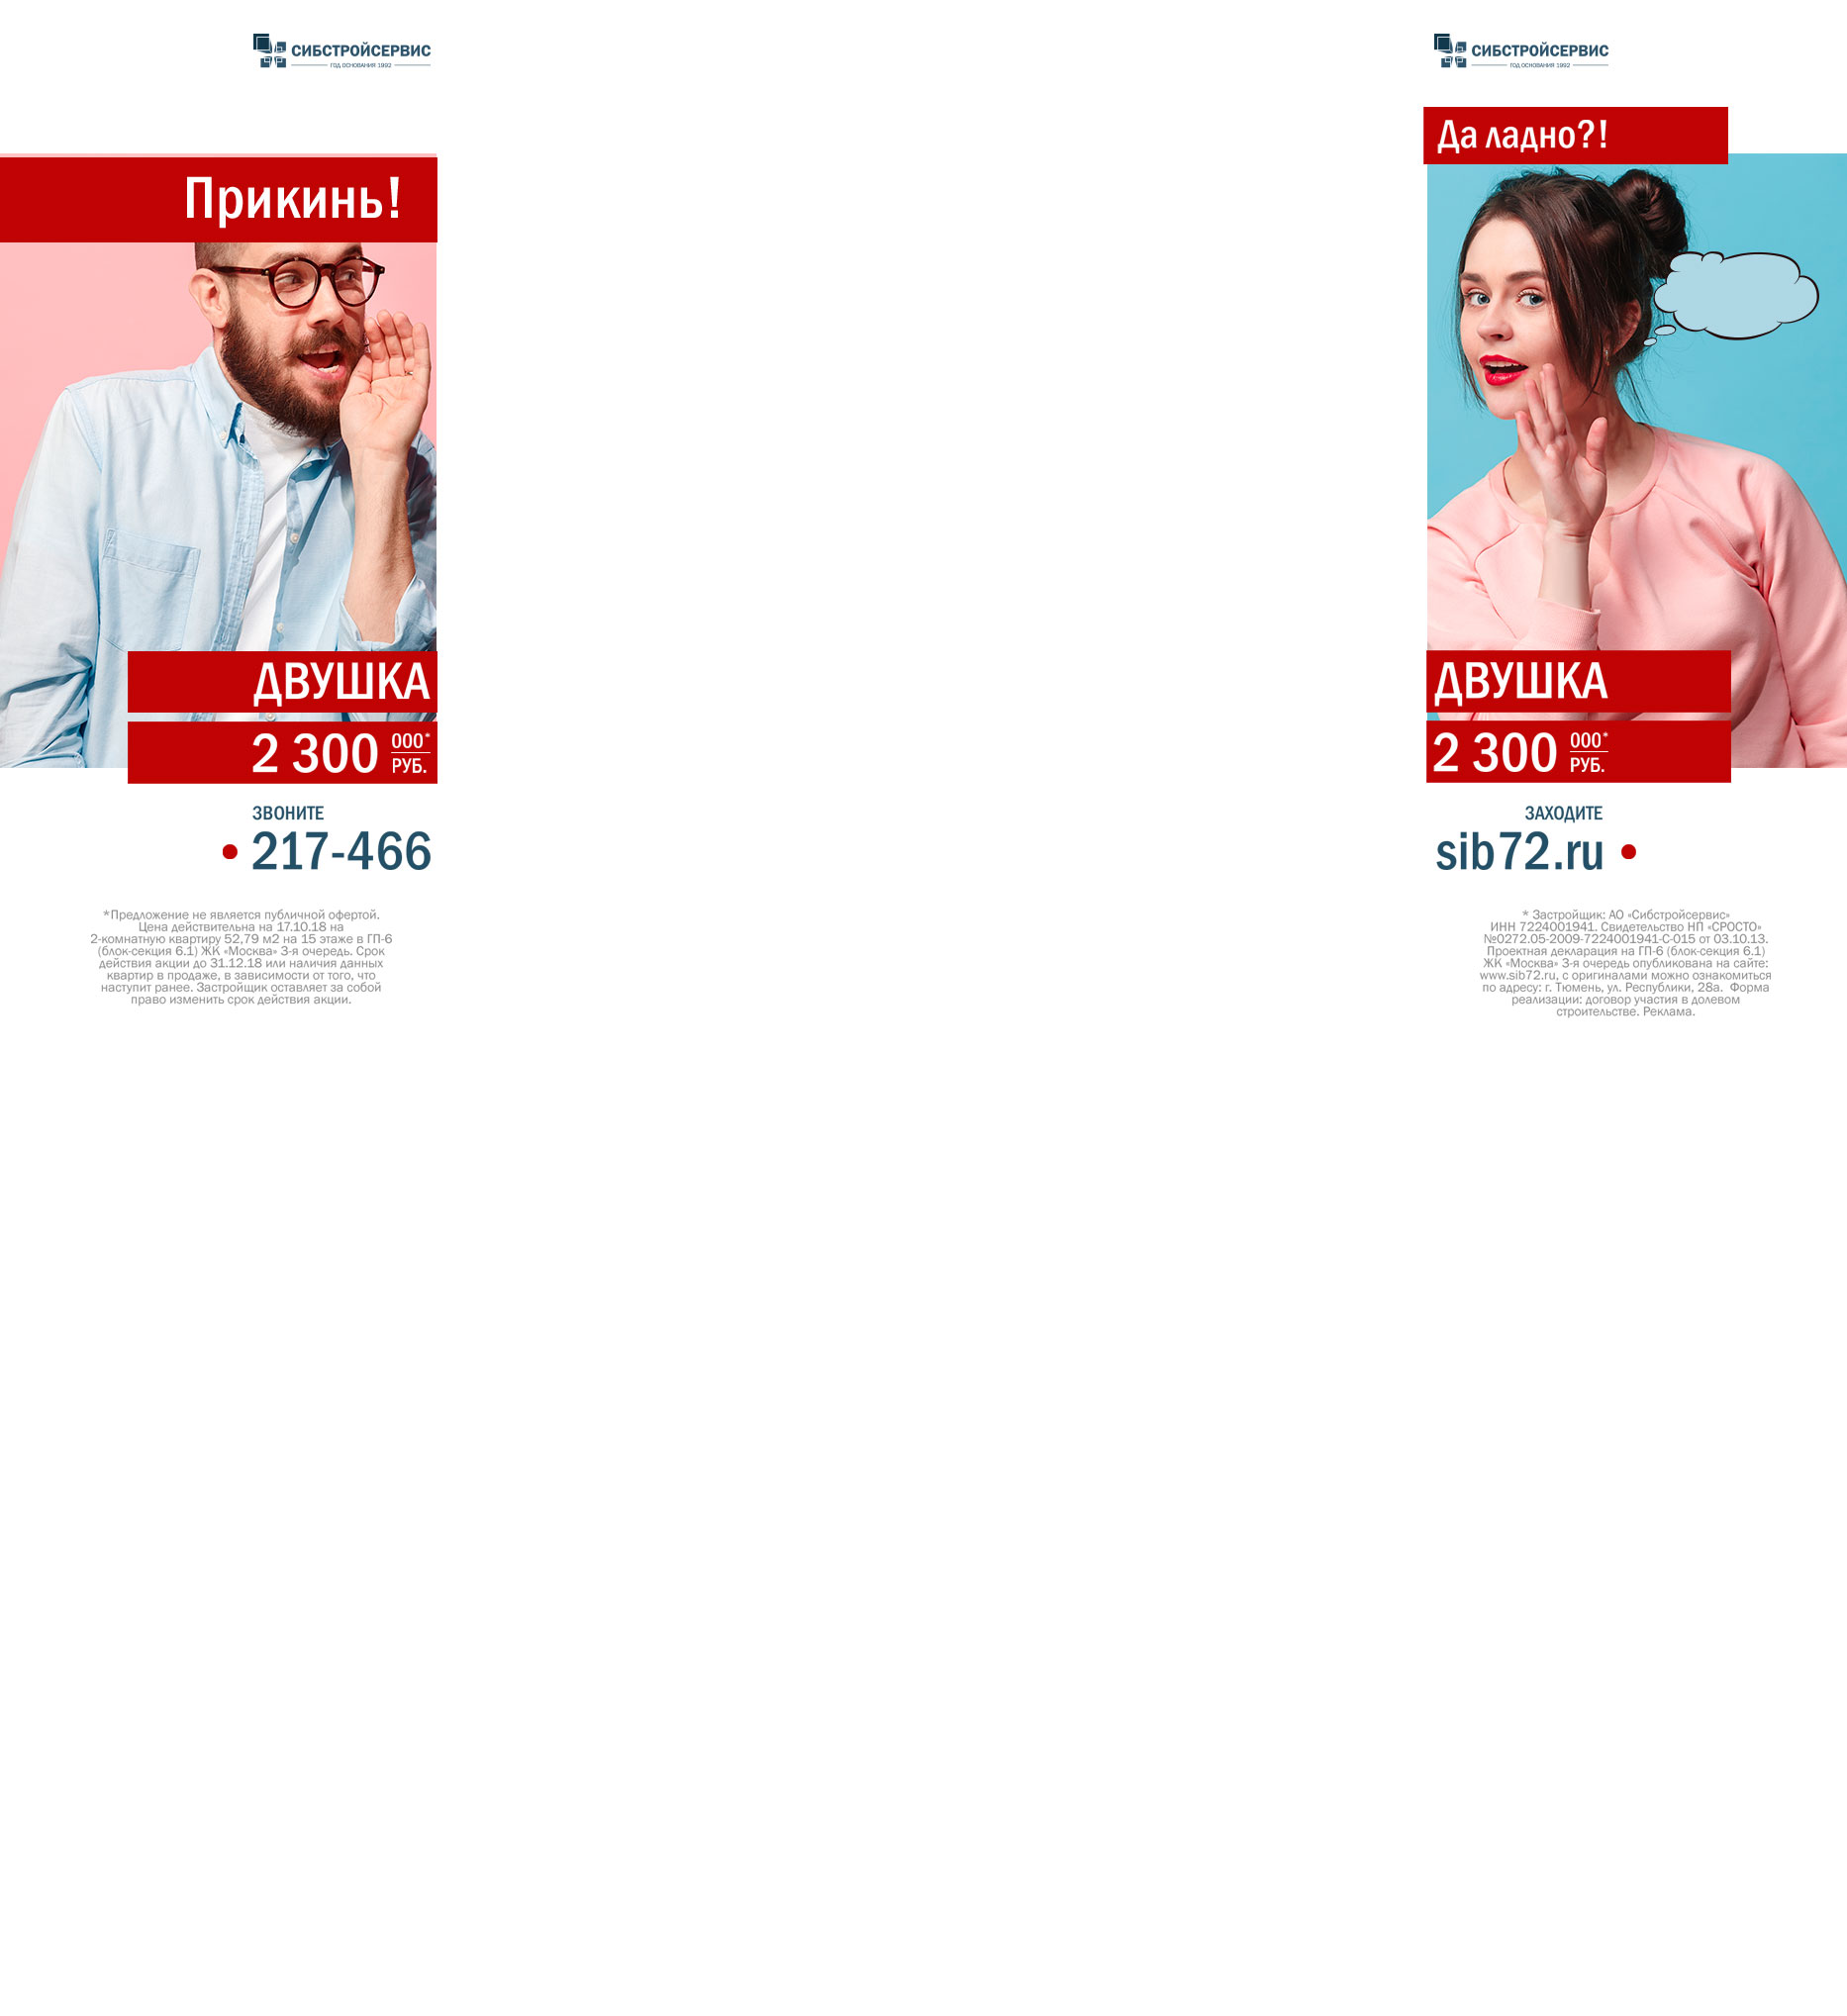 СИБСТРОЙСЕРВИС
ГОД ОСНОВАНИЯ 1992
Прикинь!
ДВУШКА
2 300 000*
РУБ.
ЗВОНИТЕ
• 217-466
*Предложение не является публичной офертой.
Цена действительна на 17.10.18 на
2-комнатную квартиру 52,79 м2 на 15 этаже в ГП-6
(блок-секция 6.1) ЖК «Москва» 3-я очередь. Срок
действия акции до 31.12.18 или наличия данных
квартир в продаже, в зависимости от того, что
наступит ранее. Застройщик оставляет за собой
право изменить срок действия акции.
СИБСТРОЙСЕРВИС
ГОД ОСНОВАНИЯ 1992
Да ладно?!
ДВУШКА
2 300 000*
РУБ.
ЗАХОДИТЕ
sib72.ru •
* Застройщик: АО «Сибстройсервис»
ИНН 7224001941. Свидетельство НП «СРОСТО»
№0272.05-2009-7224001941-С-015 от 03.10.13.
Проектная декларация на ГП-6 (блок-секция 6.1)
ЖК «Москва» 3-я очередь опубликована на сайте:
www.sib72.ru, с оригиналами можно ознакомиться
по адресу: г. Тюмень, ул. Республики, 28а. Форма
реализации: договор участия в долевом
строительстве. Реклама.